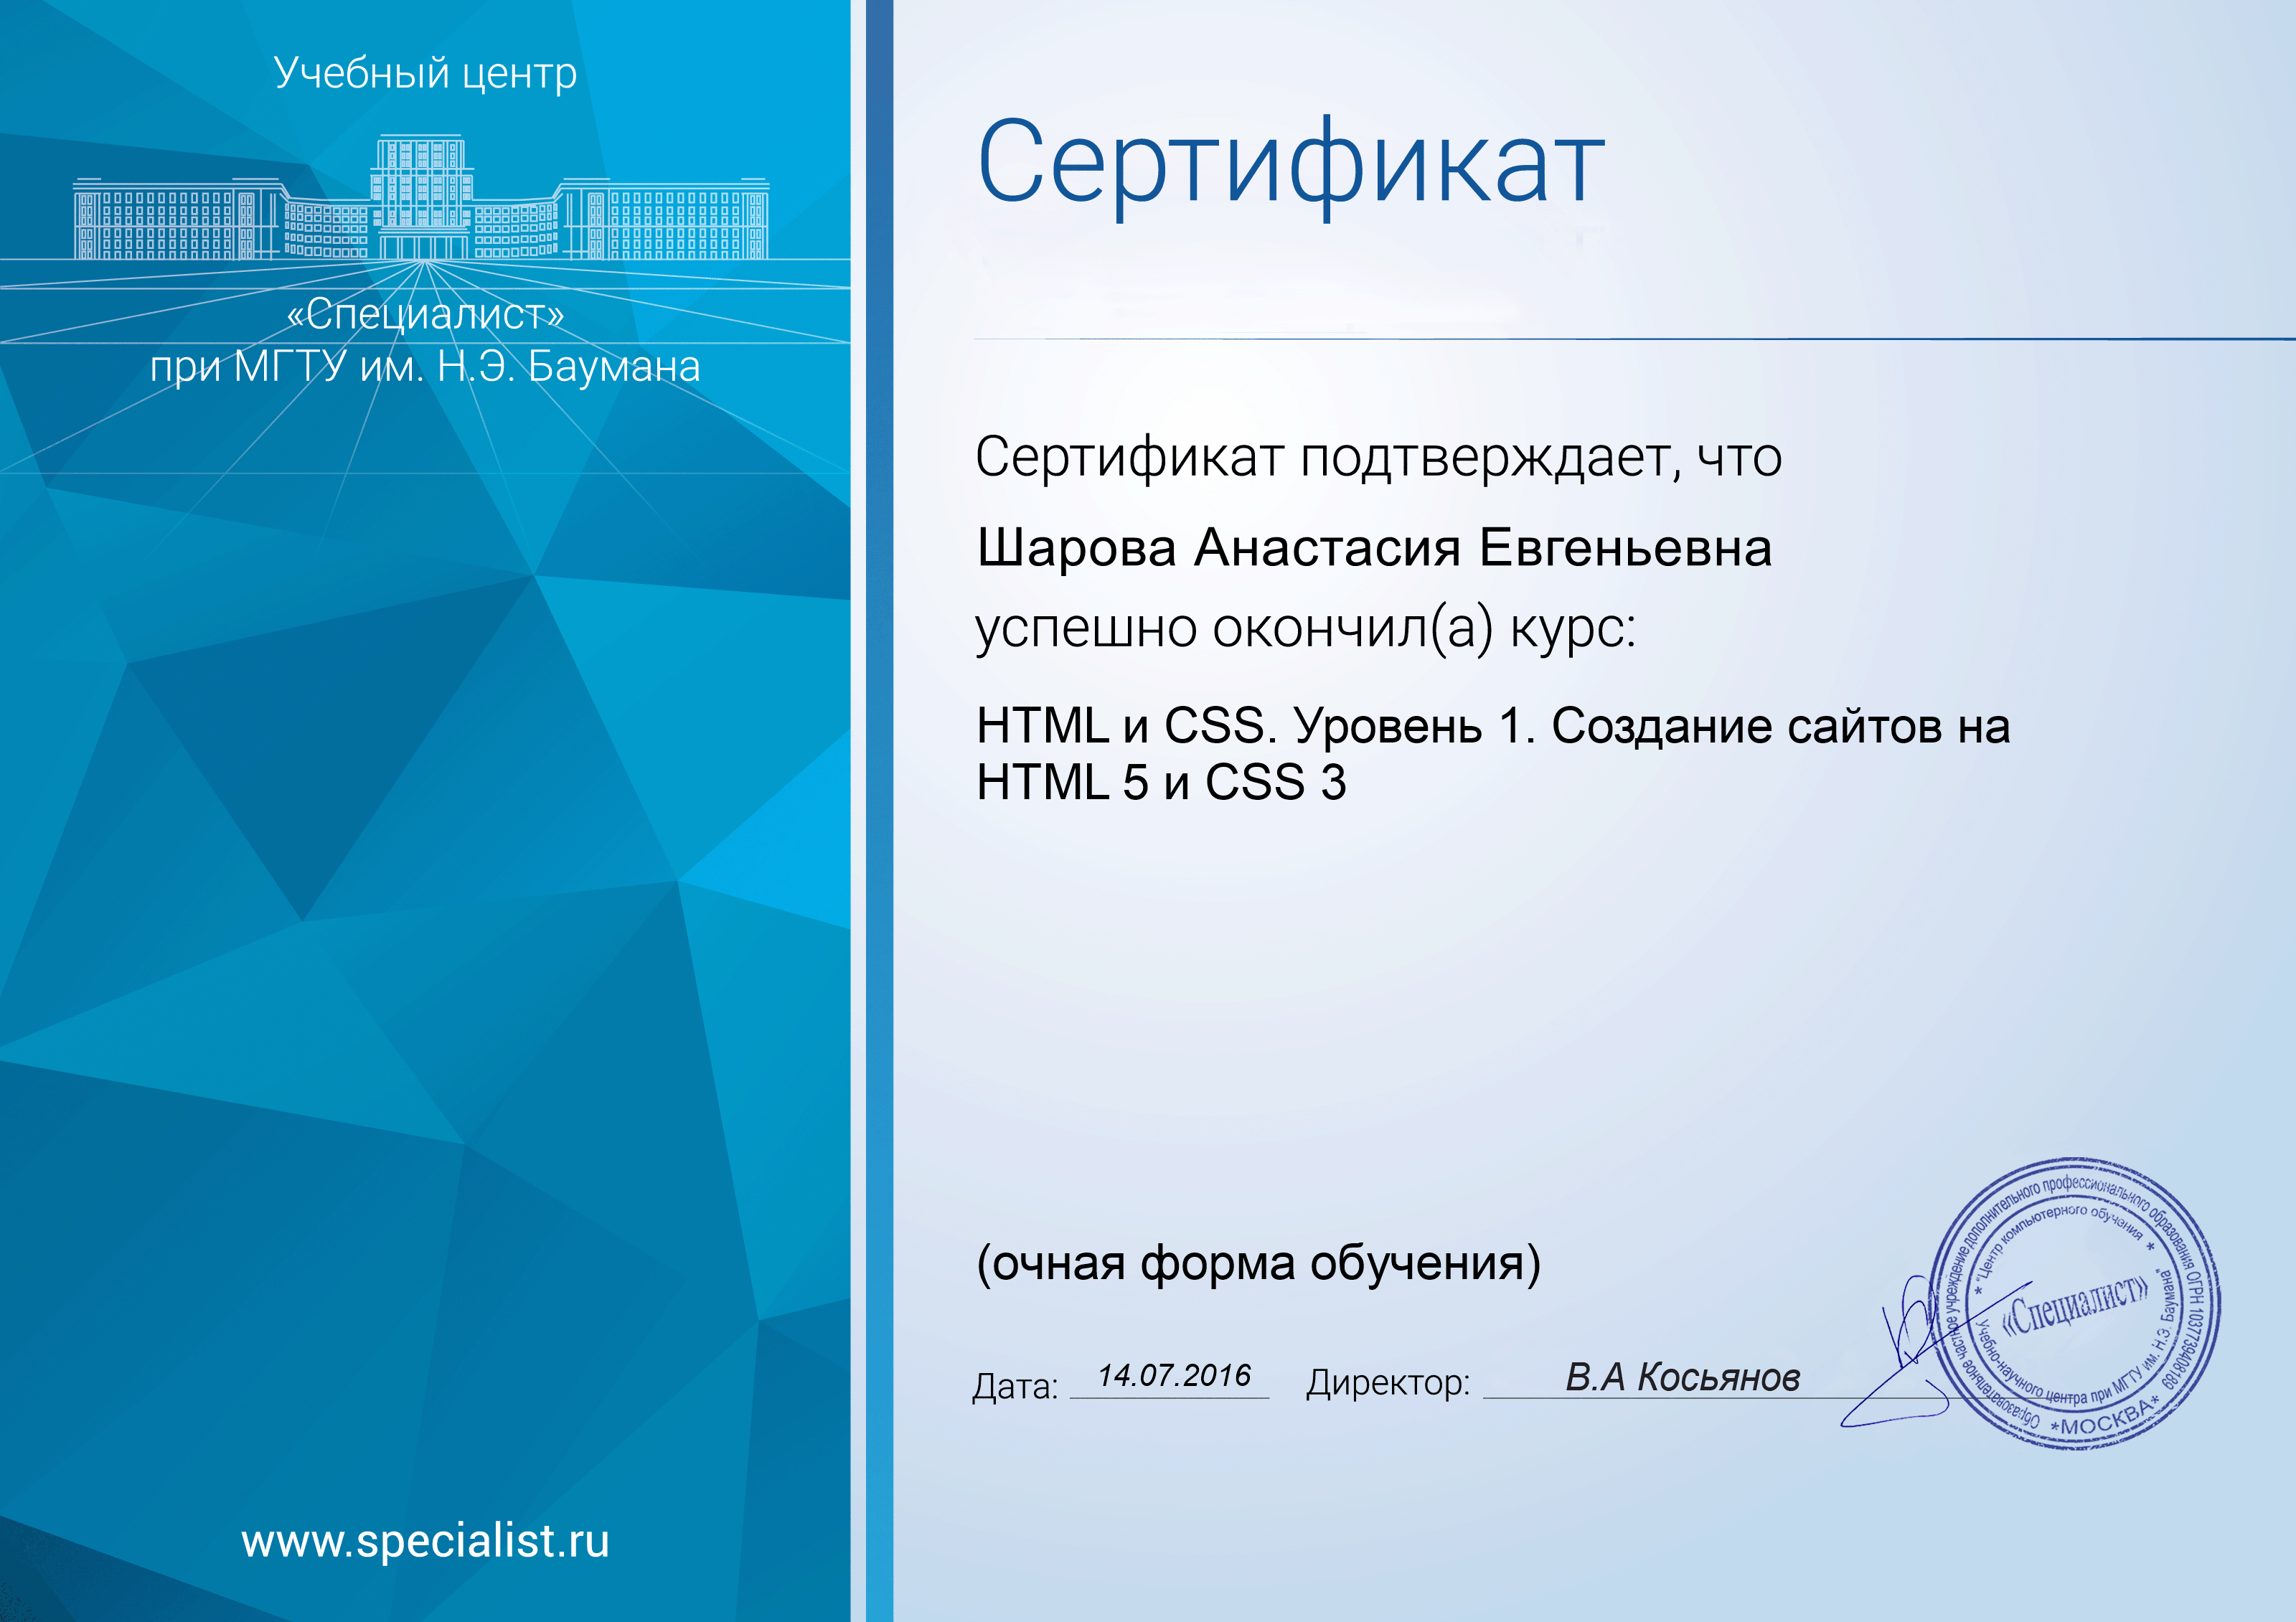 Учебный центр
«Специалист»
при МГТУ им. Н.Э. Баумана
www.specialist.ru
Сертификат
Сертификат подтверждает, что
Шарова Анастасия Евгеньевна
успешно окончил(а) курс:
HTML и CSS. Уровень 1. Создание сайтов на
HTML 5 и CSS 3
(очная форма обучения)
Дата: 14.07.2016 Директор: В.А Косьянов
Образовательное частное учреждение дополнительного профессионального образования ОГРН 1037739408189
*МОСКВА*
* "Центр компьютерного обучения *
Учебно-научного центра при МГТУ им. Н.Э. Баумана"
«Специалист»